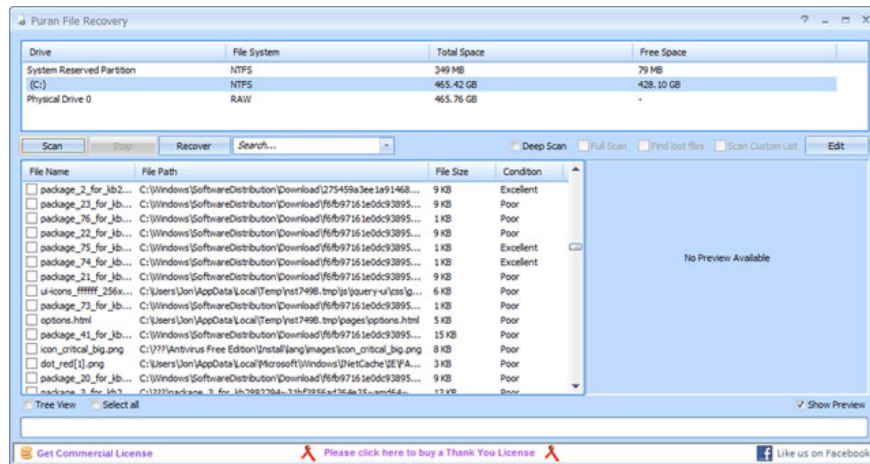 Puran File Recovery
Drive File System Total Space Free Space
System Reserved Partition NTFS 349 MB 79 MB
(C:) NTFS 465.42 GB 428.10 GB
Physical Drive 0 RAW 465.76 GB -
Scan Stop Recover Search... Deep Scan Full Scan Find lost files Scan Custom List Edit
File Name File Path File Size Condition
package_2_for_kb2... C:\Windows\SoftwareDistribution\Download\275459a3ee1a91468... 9 KB Excellent
package_23_for_kb... C:\Windows\SoftwareDistribution\Download\f6fb97161e0dc93895... 9 KB Poor
package_76_for_kb... C:\Windows\SoftwareDistribution\Download\f6fb97161e0dc93895... 1 KB Poor
package_22_for_kb... C:\Windows\SoftwareDistribution\Download\f6fb97161e0dc93895... 9 KB Poor
package_75_for_kb... C:\Windows\SoftwareDistribution\Download\f6fb97161e0dc93895... 1 KB Excellent
package_74_for_kb... C:\Windows\SoftwareDistribution\Download\f6fb97161e0dc93895... 1 KB Excellent
package_21_for_kb... C:\Windows\SoftwareDistribution\Download\f6fb97161e0dc93895... 9 KB Poor
ui-icons_ffffff_256x... C:\Users\Jon\AppData\Local\Temp\nst749B.tmp\js\jquery-ui\css\g... 6 KB Poor
package_73_for_kb... C:\Windows\SoftwareDistribution\Download\f6fb97161e0dc93895... 1 KB Poor
options.html C:\Users\Jon\AppData\Local\Temp\nst749B.tmp\pages\options.html 5 KB Poor
package_41_for_kb... C:\Windows\SoftwareDistribution\Download\f6fb97161e0dc93895... 15 KB Poor
icon_critical_big.png C:\???\Antivirus Free Edition\Install\lang\images\icon_critical_big.png 8 KB Poor
dot_red[1].png C:\Users\Jon\AppData\Local\Microsoft\Windows\INetCache\IE\FA... 3 KB Poor
package_20_for_kb... C:\Windows\SoftwareDistribution\Download\f6fb97161e0dc93895... 9 KB Poor
package_3_for_kb2... 13 KB Poor
No Preview Available
Tree View Select all Show Preview
Get Commercial License Please click here to buy a Thank You License Like us on Facebook